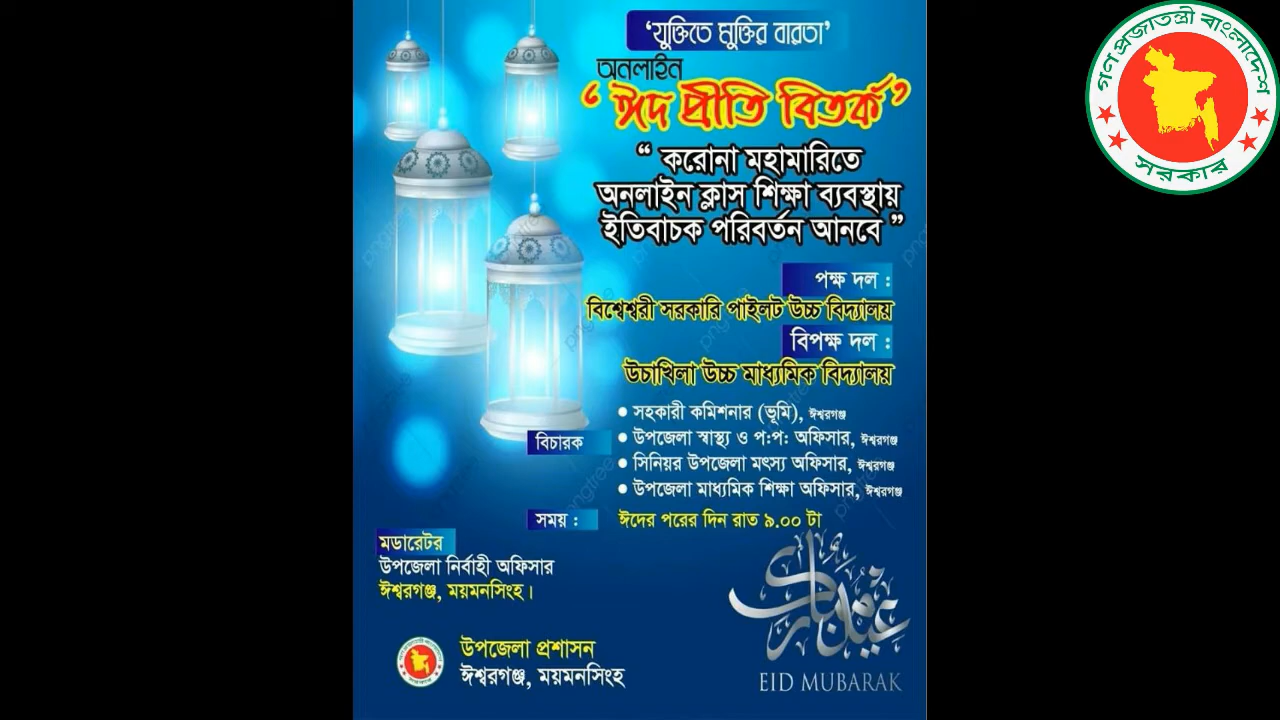 ‘যুক্তিতে মুক্তির বারতা’
অনলাইন
‘ ঈদ প্রীতি বিতর্ক ’
“ করোনা মহামারিতে
অনলাইন ক্লাস শিক্ষা ব্যবস্থায়
ইতিবাচক পরিবর্তন আনবে ”
পক্ষ দল :
বিশ্বেশ্বরী সরকারি পাইলট উচ্চ বিদ্যালয়
বিপক্ষ দল :
উচাখিলা উচ্চ মাধ্যমিক বিদ্যালয়
বিচারক
• সহকারী কমিশনার (ভূমি), ঈশ্বরগঞ্জ
• উপজেলা স্বাস্থ্য ও প:প: অফিসার, ঈশ্বরগঞ্জ
• সিনিয়র উপজেলা মৎস্য অফিসার, ঈশ্বরগঞ্জ
• উপজেলা মাধ্যমিক শিক্ষা অফিসার, ঈশ্বরগঞ্জ
সময় : ঈদের পরের দিন রাত ৯.০০ টা
মডারেটর
উপজেলা নির্বাহী অফিসার
ঈশ্বরগঞ্জ, ময়মনসিংহ।
উপজেলা প্রশাসন
ঈশ্বরগঞ্জ, ময়মনসিংহ
عيد مبارك
EID MUBARAK
গণপ্রজাতন্ত্রী বাংলাদেশ
সরকার
pngtree